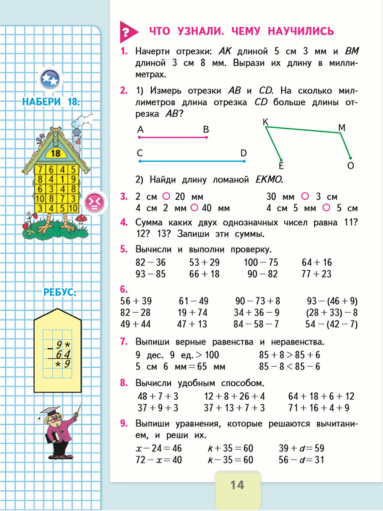 ЧТО УЗНАЛИ. ЧЕМУ НАУЧИЛИСЬ
1. Начерти отрезки: AK длиной 5 см 3 мм и BM
длиной 3 см 8 мм. Вырази их длину в милли-
метрах.
2. 1) Измерь отрезки AB и CD. На сколько мил-
лиметров длина отрезка CD больше длины от-
резка AB?
A B
C D
K M
E O
2) Найди длину ломаной EKMO.
3. 2 см ○ 20 мм 30 мм ○ 3 см
4 см 2 мм ○ 40 мм 4 см 5 мм ○ 5 см
4. Сумма каких двух однозначных чисел равна 11?
12? 13? Запиши эти суммы.
5. Вычисли и выполни проверку.
82 − 36 53 + 29 100 − 75 64 + 16
93 − 85 66 + 18 90 − 82 77 + 23
6.
56 + 39 61 − 49 90 − 73 + 8 93 − (46 + 9)
82 − 28 19 + 74 34 + 36 − 9 (28 + 33) − 8
49 + 44 47 + 13 84 − 58 − 7 54 − (42 − 7)
7. Выпиши верные равенства и неравенства.
9 дес. 9 ед. > 100 85 + 8 > 85 + 6
5 см 6 мм = 65 мм 85 − 8 < 85 − 6
8. Вычисли удобным способом.
48 + 7 + 3 12 + 8 + 26 + 4 64 + 18 + 6 + 12
37 + 9 + 3 37 + 13 + 7 + 3 71 + 16 + 4 + 9
9. Выпиши уравнения, которые решаются вычитани-
ем, и реши их.
x − 24 = 46 k + 35 = 60 39 + d = 59
72 − x = 40 k − 35 = 60 56 − d = 31
14
НАБЕРИ 18:
18
7 6 4 5
1 9 8 4
6 3 9 8
10 8 7 3
3 4 5 10
РЕБУС:
− 9*
64
*9